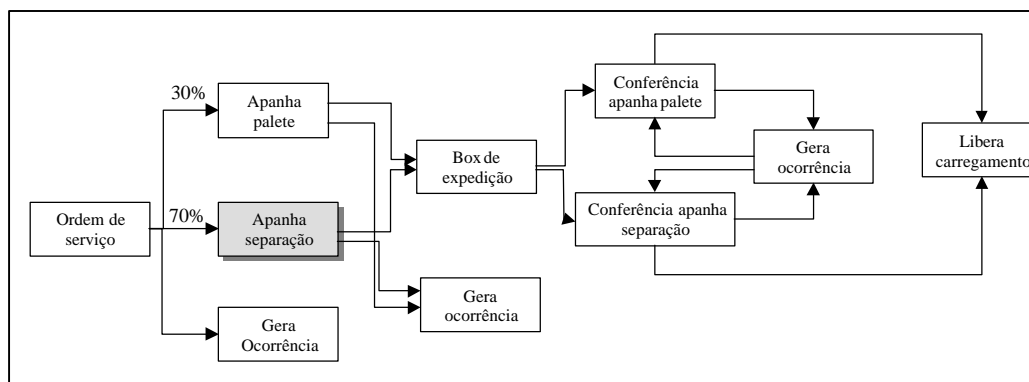 Ordem de
serviço
30%
70%
Apanha
palete
Apanha
separação
Gera
Ocorrência
Box de
expedição
Gera
ocorrência
Conferência
apanha palete
Conferência apanha
separação
Gera
ocorrência
Libera
carregamento